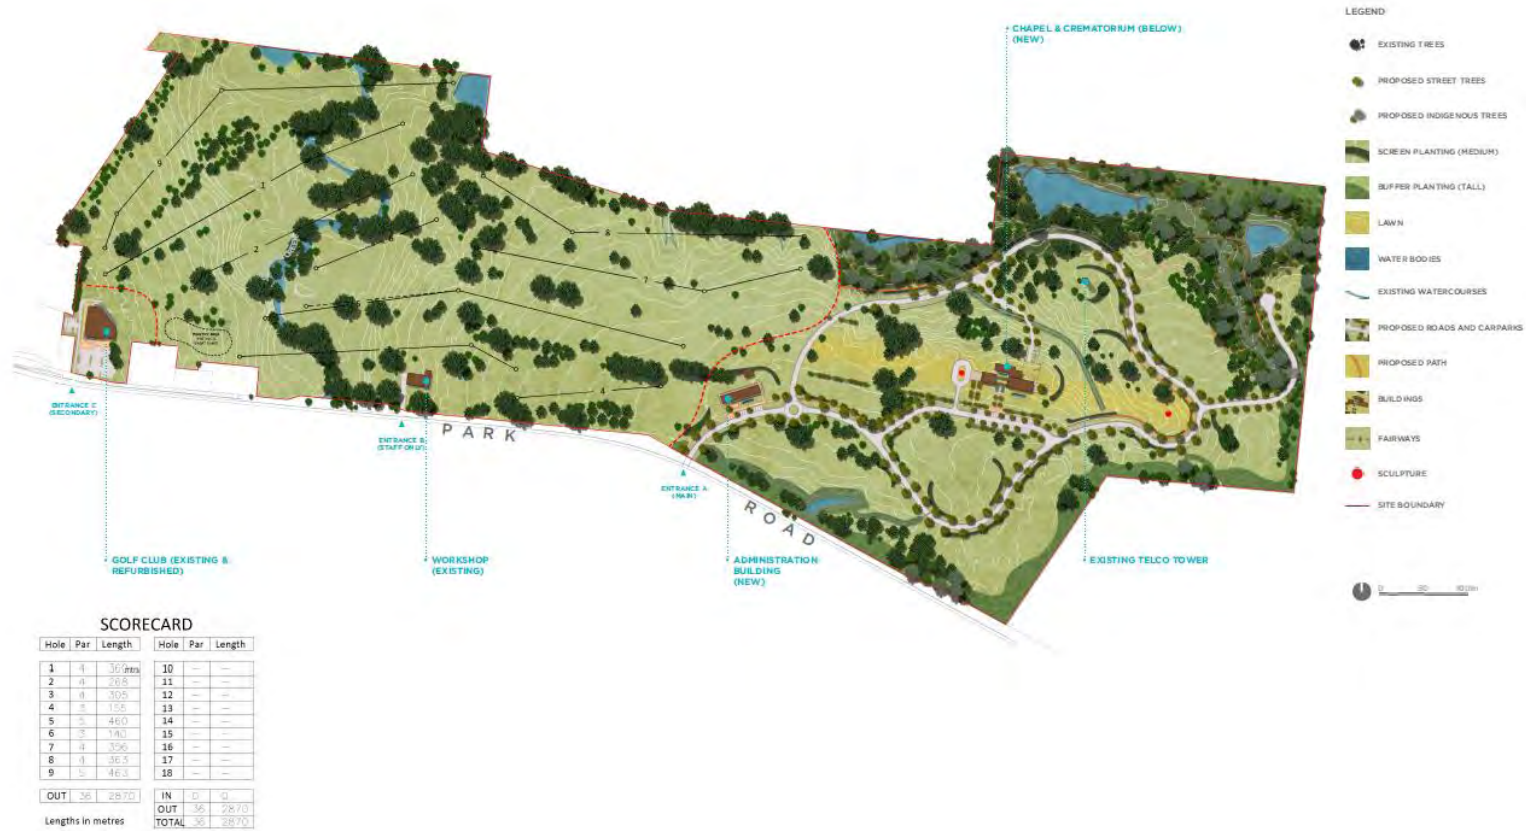 LEGEND
CHAPEL & CREMATORIUM (BELOW)
(NEW)
EXISTING TREES
PROPOSED STREET TREES
PROPOSED INDIGENOUS TREES
SCREEN PLANTING (MEDIUM)
BUFFER PLANTING (TALL)
LAWN
WATER BODIES
EXISTING WATERCOURSES
PROPOSED ROADS AND CARPARKS
PROPOSED PATH
BUILDINGS
FAIRWAYS
SCULPTURE
SITE BOUNDARY
9
1
2
8
7
4
ENTRANCE C
(SECONDARY)
ENTRANCE B
(STAFF ONLY)
PARK
ROAD
ENTRANCE A
(MAIN)
GOLF CLUB (EXISTING &
REFURBISHED)
WORKSHOP
(EXISTING)
ADMINISTRATION
BUILDING
(NEW)
EXISTING TELCO TOWER
SCORECARD
Hole Par Length Hole Par Length
1 4 mtrs 10 — —
2 4 268 11 — —
3 4 305 12 — —
4 3 155 13 — —
5 5 460 14 — —
6 3 140 15 — —
7 4 356 16 — —
8 4 363 17 — —
9 5 463 18 — —
OUT 36 2870 IN 0 0
OUT 36 2870
Lengths in metres TOTAL 36 2870